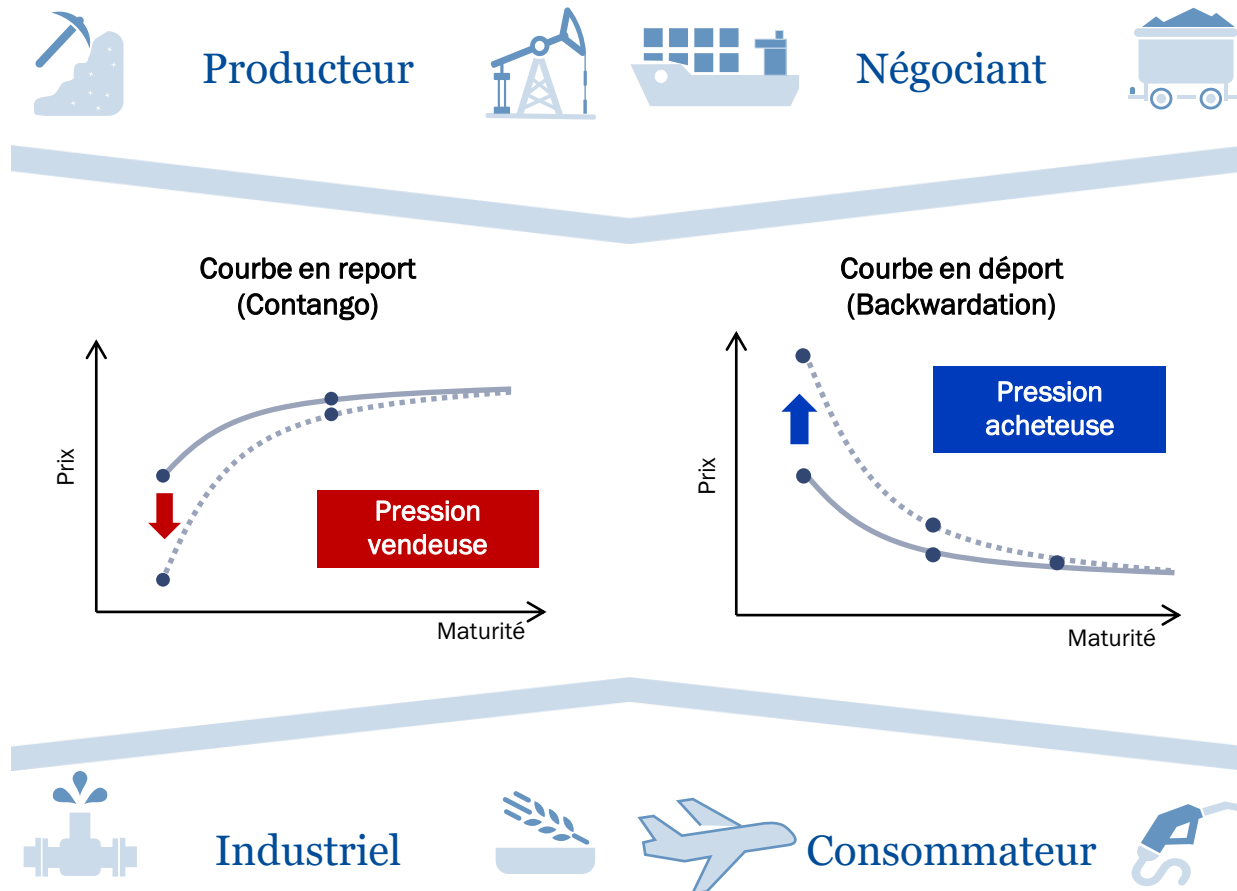 Producteur
Négociant
Courbe en report
(Contango)
Prix
Pression
vendeuse
Maturité
Courbe en déport
(Backwardation)
Prix
Pression
acheteuse
Maturité
Industriel
Consommateur